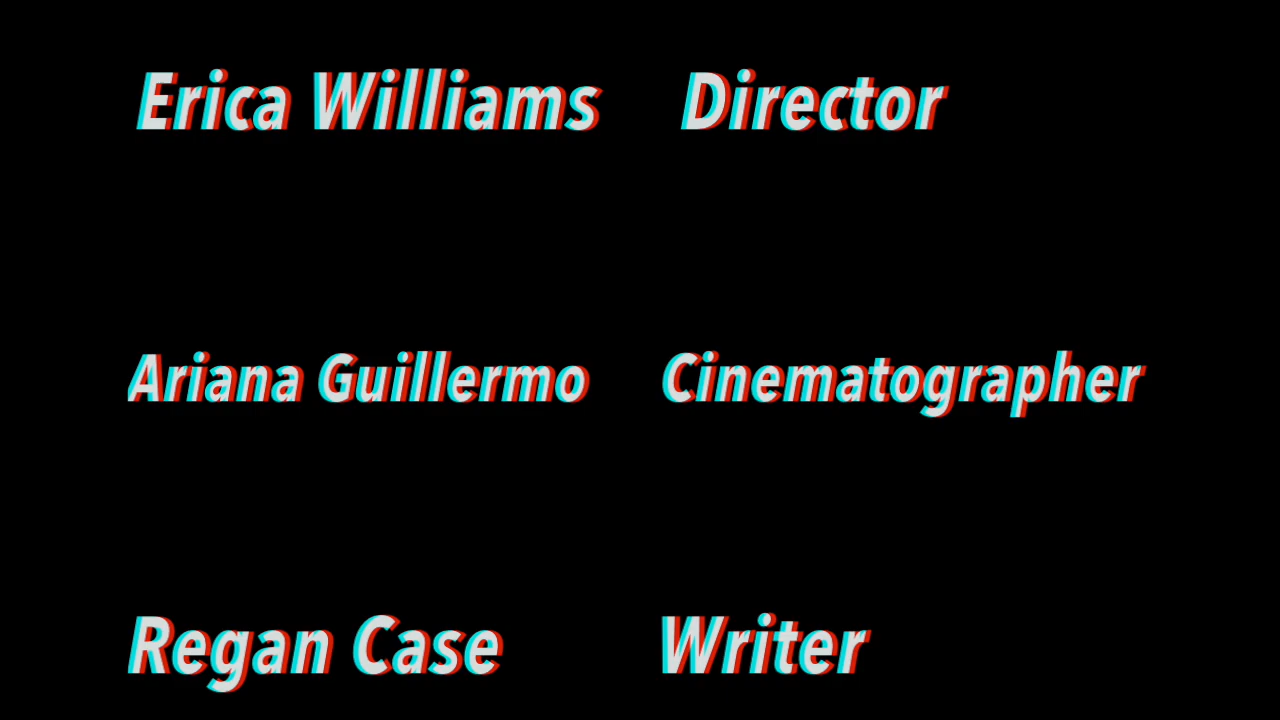 Erica Williams Director
Ariana Guillermo Cinematographer
Regan Case Writer